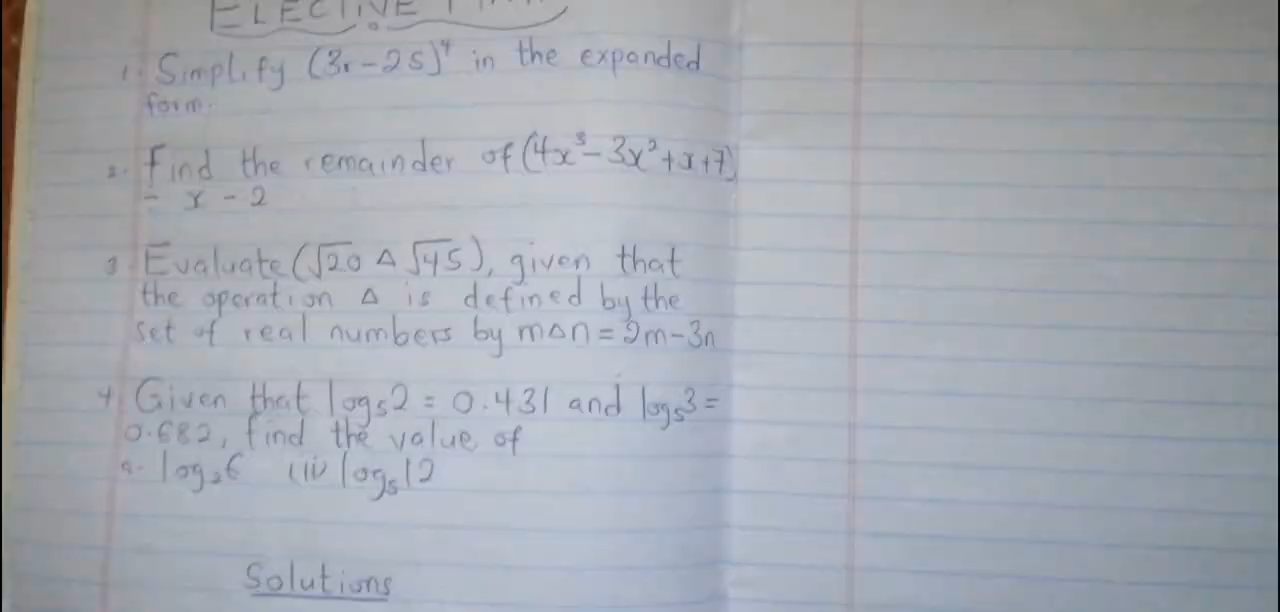 ELECTIVE
1. Simplify (3r-2s)⁴ in the expanded
form.
2. Find the remainder of (4x³-3x²+x+7)
÷ x - 2
3 Evaluate (√20 Δ √45), given that
the operation Δ is defined by the
set of real numbers by mΔn = 2m-3n
4 Given that log₅2 = 0.431 and log₅3 =
0.682, find the value of
a. log₂6 (ii) log₅12
Solutions